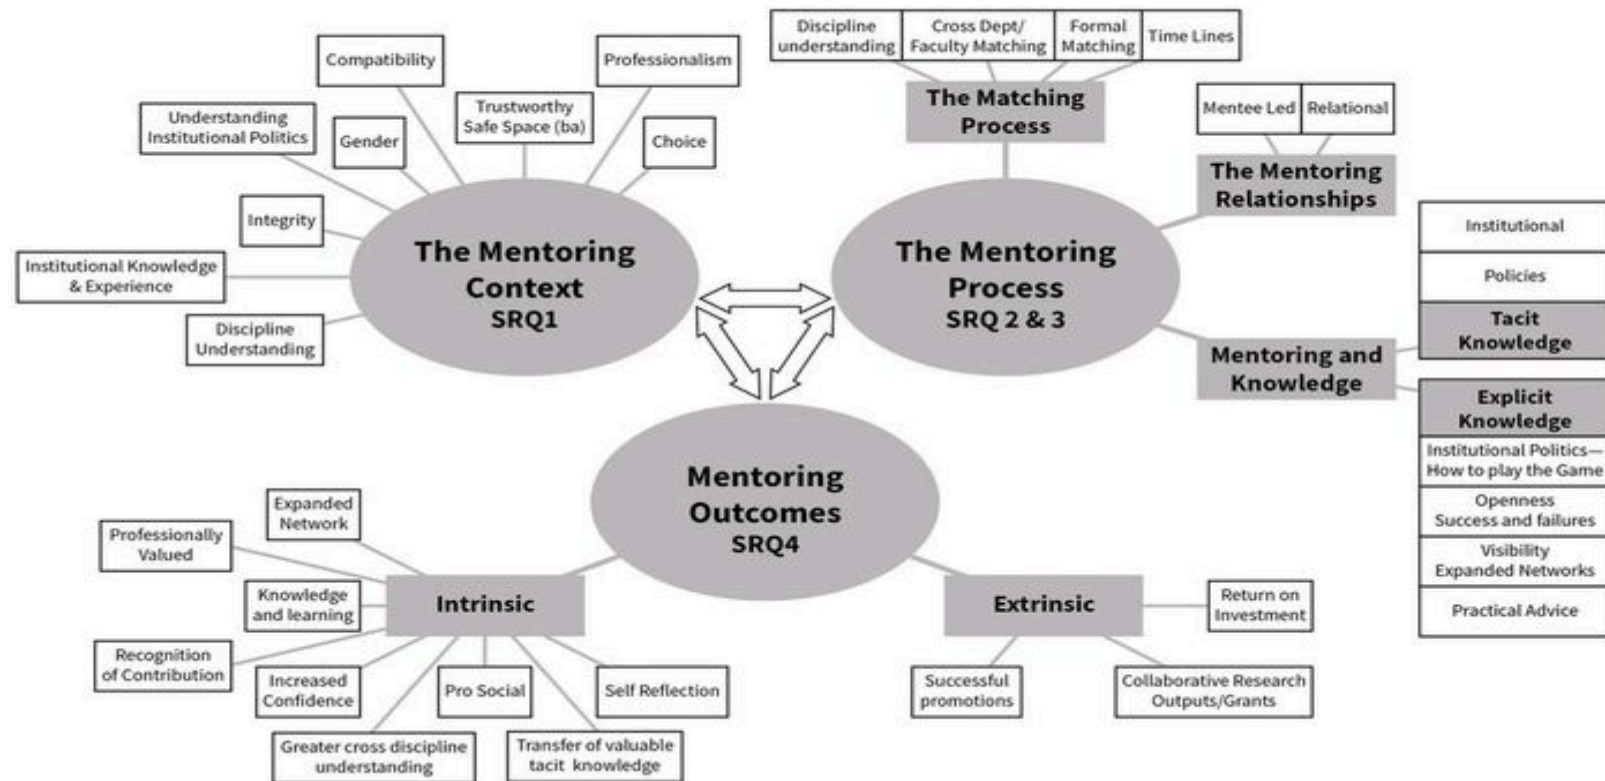 Compatibility
Professionalism
Understanding
Institutional Politics
Gender
Trustworthy
Safe Space (ba)
Choice
Integrity
Institutional Knowledge
& Experience
Discipline
Understanding
The Mentoring
Context
SRQ1
Discipline
understanding
Cross Dept/
Faculty Matching
Formal
Matching
Time Lines
The Matching
Process
Mentee Led
Relational
The Mentoring
Relationships
The Mentoring
Process
SRQ 2 & 3
Mentoring and
Knowledge
Institutional
Policies
Tacit
Knowledge
Explicit
Knowledge
Institutional Politics—
How to play the Game
Openness
Success and failures
Visibility
Expanded Networks
Practical Advice
Mentoring
Outcomes
SRQ4
Intrinsic
Expanded
Network
Professionally
Valued
Knowledge
and learning
Recognition
of Contribution
Increased
Confidence
Pro Social
Self Reflection
Greater cross discipline
understanding
Transfer of valuable
tacit knowledge
Extrinsic
Return on
Investment
Successful
promotions
Collaborative Research
Outputs/Grants